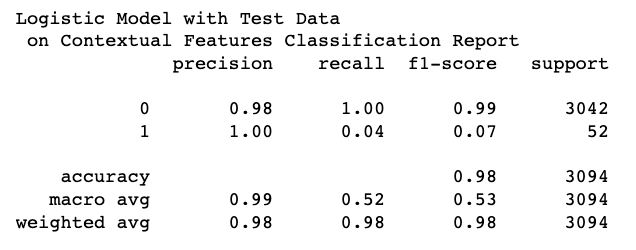 Logistic Model with Test Data
on Contextual Features Classification Report
precision recall f1-score support
0 0.98 1.00 0.99 3042
1 1.00 0.04 0.07 52
accuracy 0.98 3094
macro avg 0.99 0.52 0.53 3094
weighted avg 0.98 0.98 0.98 3094